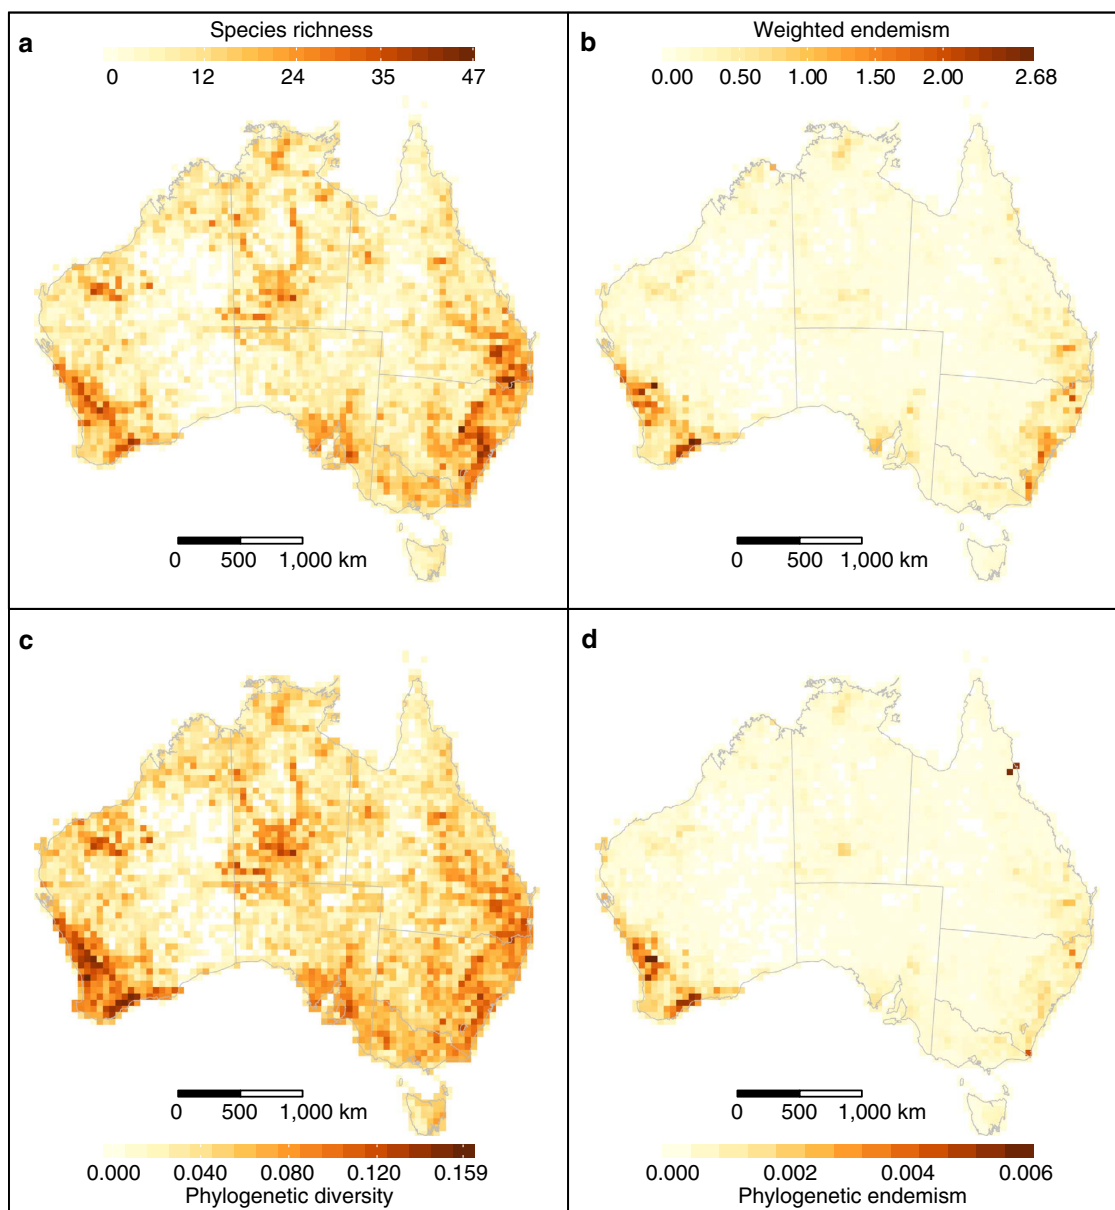 a
Species richness
0 12 24 35 47
0 500 1,000 km
b
Weighted endemism
0.00 0.50 1.00 1.50 2.00 2.68
0 500 1,000 km
c
0 500 1,000 km
0.000 0.040 0.080 0.120 0.159
Phylogenetic diversity
d
0 500 1,000 km
0.000 0.002 0.004 0.006
Phylogenetic endemism